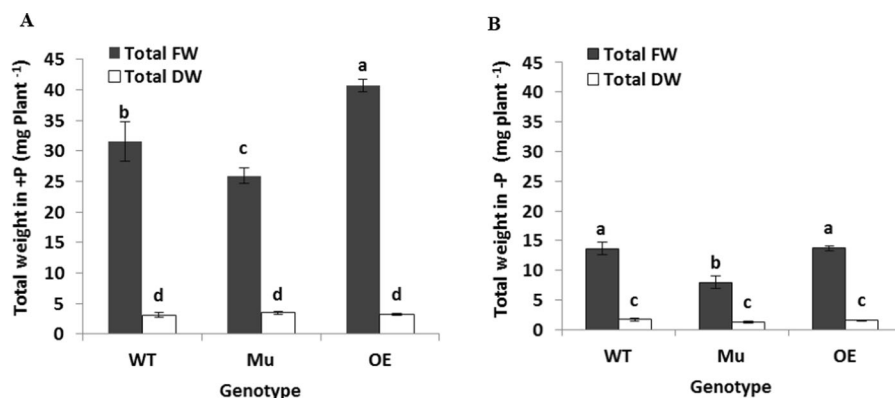 A
Total FW
Total DW
Total weight in +P (mg Plant -1)
45
40
35
30
25
20
15
10
5
0
b
d
c
d
a
d
WT
Mu
OE
Genotype
B
Total FW
Total DW
Total weight in -P (mg Plant -1)
45
40
35
30
25
20
15
10
5
0
a
c
b
c
a
c
WT
Mu
OE
Genotype